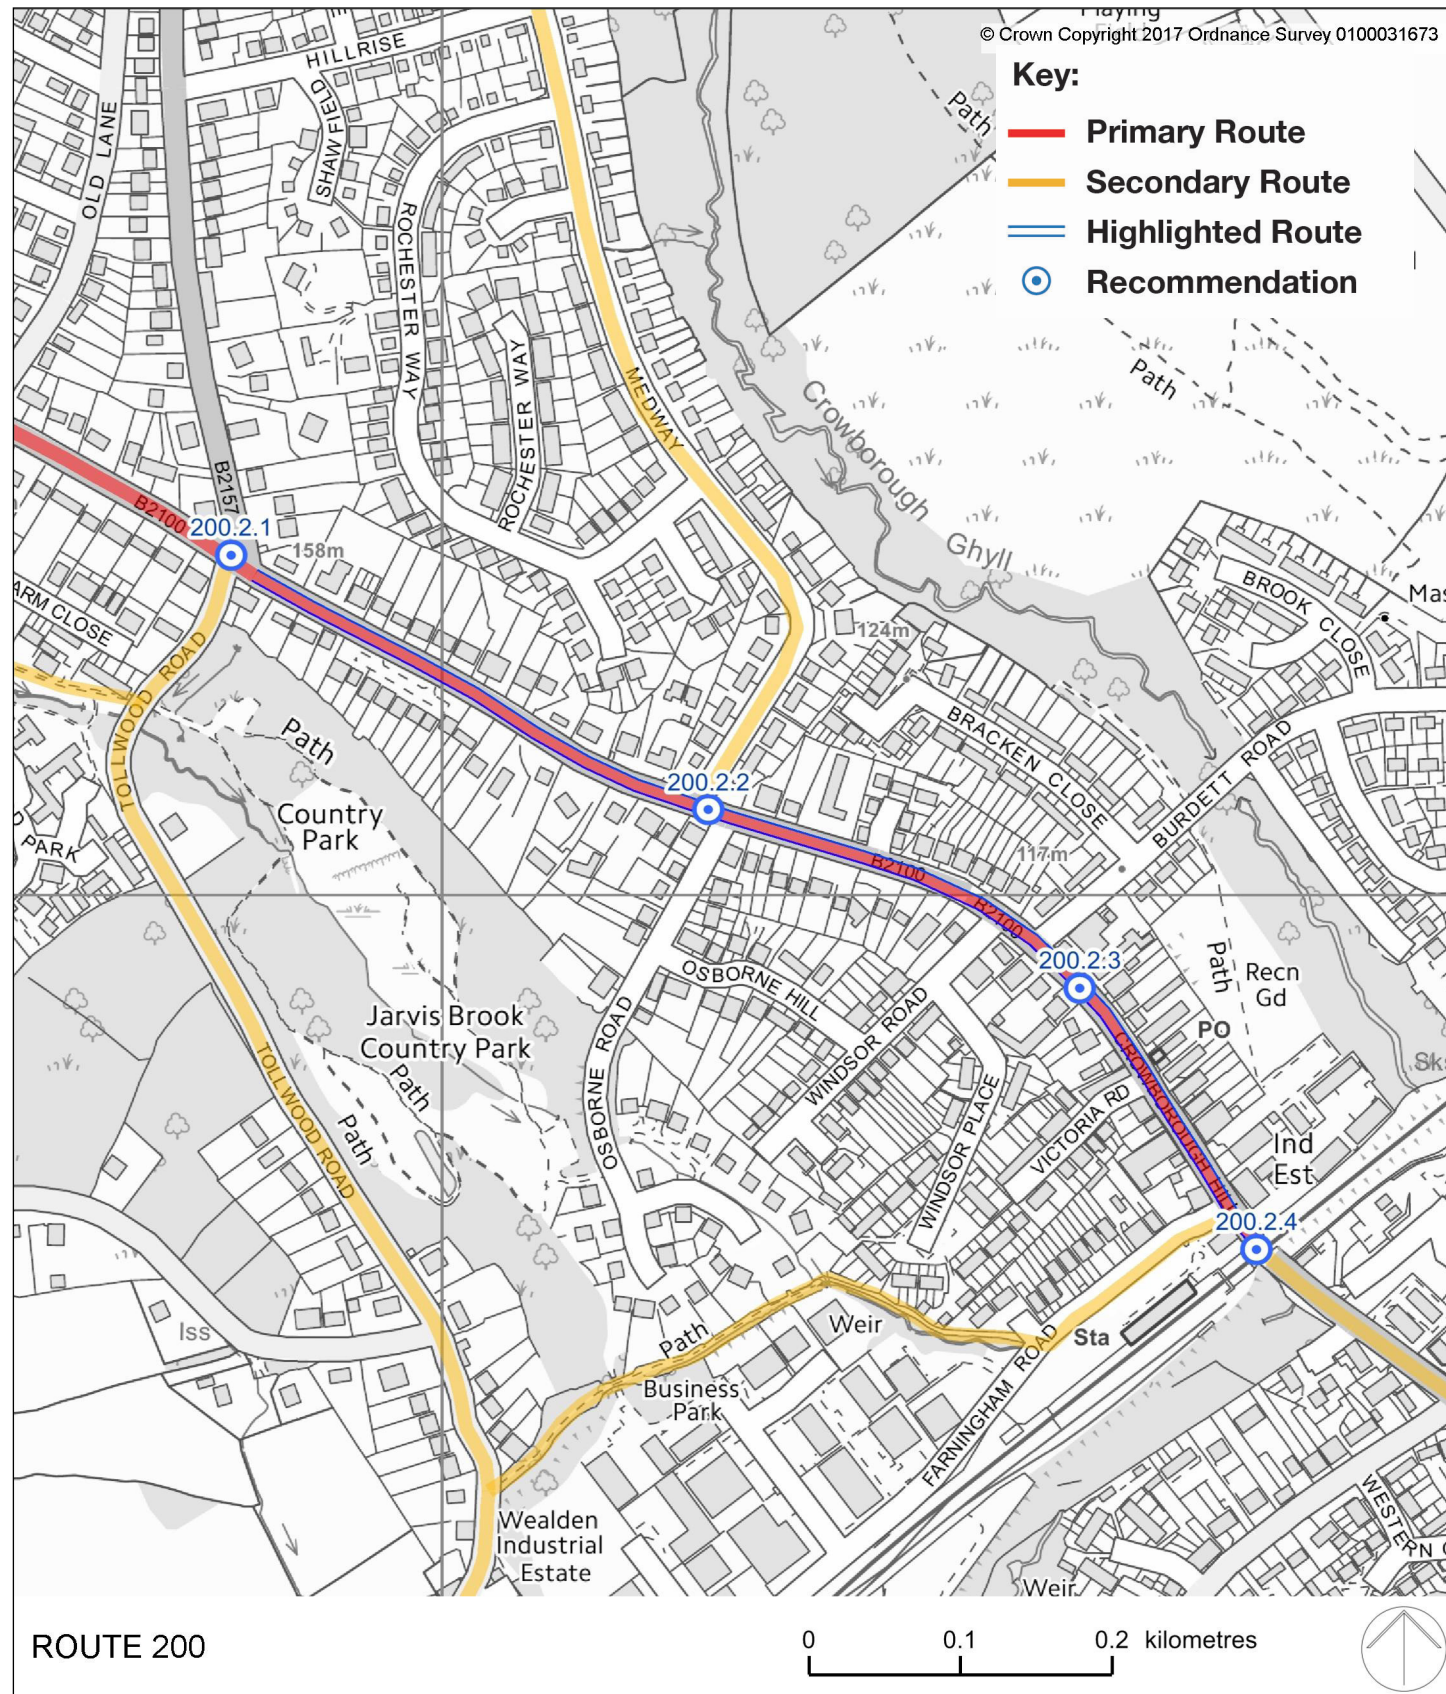 Playing
© Crown Copyright 2017 Ordnance Survey 0100031673
Key:
Primary Route
Secondary Route
Highlighted Route
Recommendation
HILLRISE
SHAWFIELD
OLD LANE
Path
ROCHESTER WAY
ROCHESTER WAY
MEDWAY
Path
Crowborough
Ghyll
B2157
B2100
200.2.1
158m
ARM CLOSE
BROOK
CLOSE
Mas
124m
TOLLWOOD ROAD
Path
BRACKEN CLOSE
BURDETT ROAD
200.2.2
Country
Park
D PARK
117m
B2100
B2100
200.2.3
Path
Recn
Gd
OSBORNE HILL
WINDSOR ROAD
PO
Jarvis Brook
Country Park
Path
OSBORNE ROAD
CROWBOROUGH HILL
Sks
TOLLWOOD ROAD
Path
WINDSOR PLACE
VICTORIA RD
Ind
Est
200.2.4
Iss
Weir
Sta
Path
FARNINGHAM ROAD
Business
Park
WESTERN G
Wealden
Industrial
Estate
Weir
ROUTE 200
0 0.1 0.2 kilometres